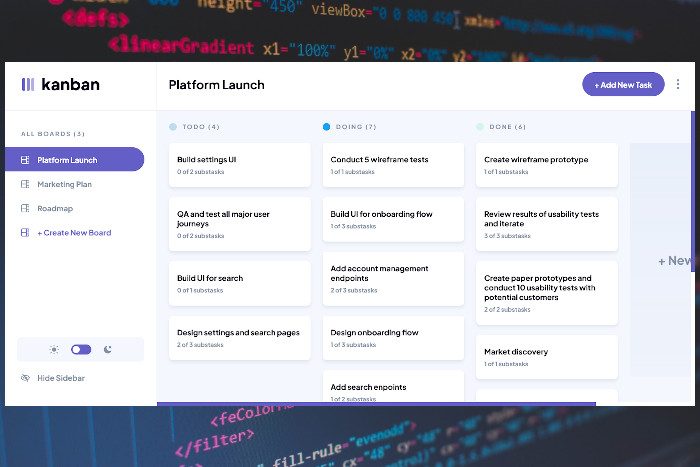 height="450" viewBox="0 0 800 450"
<defs>
<linearGradient x1="100%" y1="0%" x2="0%" y2="100%"
kanban
Platform Launch
+ Add New Task
ALL BOARDS (3)
Platform Launch
Marketing Plan
Roadmap
+ Create New Board
Hide Sidebar
TODO (4)
Build settings UI
0 of 2 substasks
QA and test all major user
journeys
0 of 2 substasks
Build UI for search
0 of 1 substasks
Design settings and search pages
2 of 3 substasks
DOING (7)
Conduct 5 wireframe tests
1 of 1 substasks
Build UI for onboarding flow
1 of 3 substasks
Add account management
endpoints
2 of 3 substasks
Design onboarding flow
1 of 3 substasks
Add search enpoints
1 of 2 substasks
DONE (6)
Create wireframe prototype
1 of 1 substasks
Review results of usability tests
and iterate
3 of 3 substasks
Create paper prototypes and
conduct 10 usability tests with
potential customers
2 of 2 substasks
Market discovery
1 of 1 substasks
+ New
<feColorM
</filter>
fill-rule="evenodd">
cx="48"